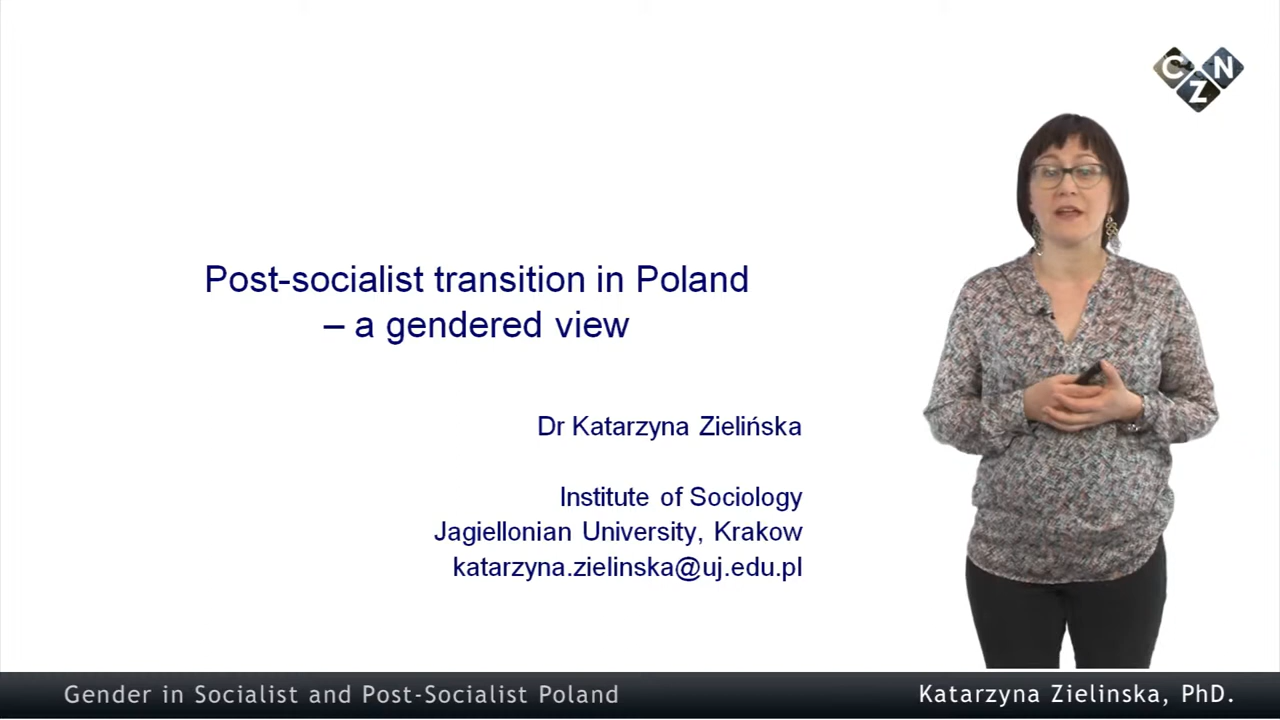 C N
Z
Post-socialist transition in Poland
– a gendered view
Dr Katarzyna Zielińska
Institute of Sociology
Jagiellonian University, Krakow
katarzyna.zielinska@uj.edu.pl
Gender in Socialist and Post-Socialist Poland
Katarzyna Zielinska, PhD.